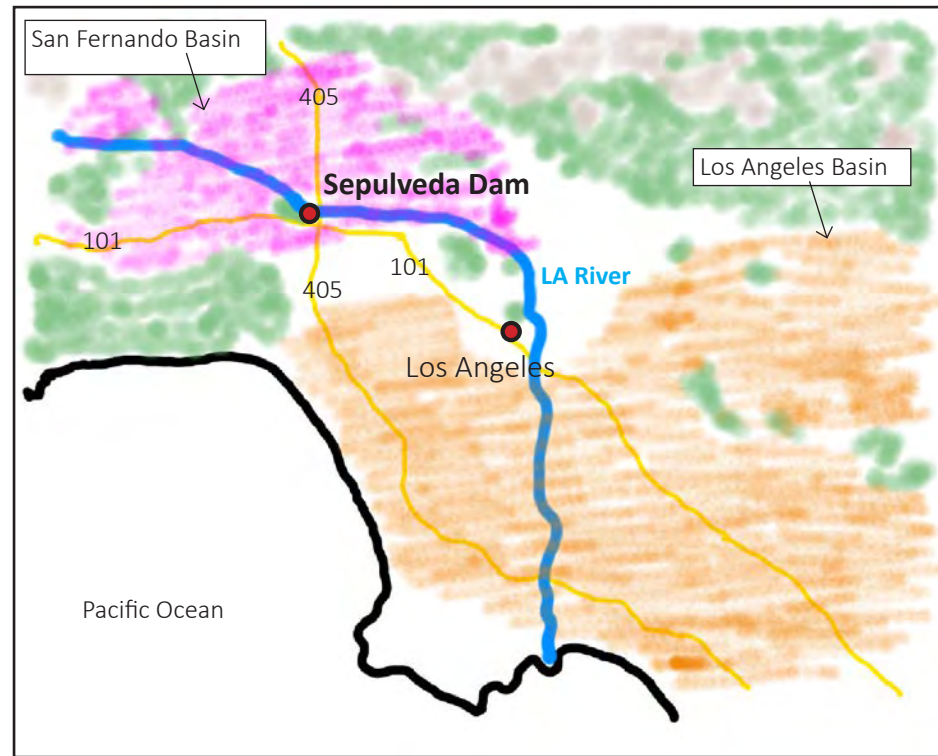 San Fernando Basin
405
Los Angeles Basin
Sepulveda Dam
101
101
LA River
405
Los Angeles
Pacific Ocean